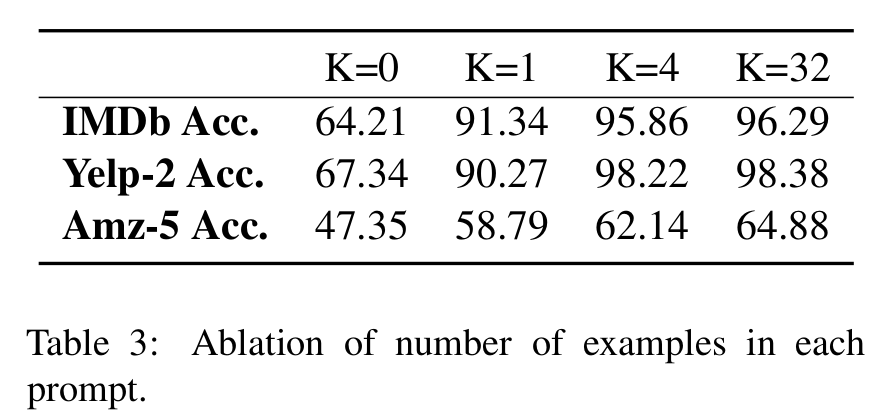 K=0 K=1 K=4 K=32
IMDb Acc. 64.21 91.34 95.86 96.29
Yelp-2 Acc. 67.34 90.27 98.22 98.38
Amz-5 Acc. 47.35 58.79 62.14 64.88
Table 3: Ablation of number of examples in each
prompt.